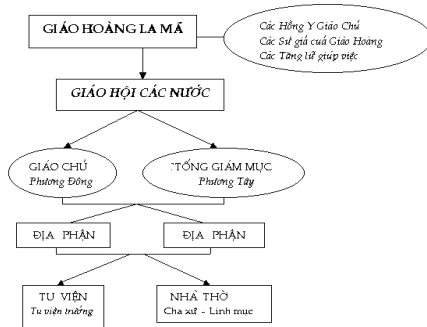 GIÁO HOÀNG LA MÃ
Các Hồng Y Giáo Chủ
Các Sứ giả của Giáo Hoàng
Các Tăng lữ giúp việc
GIÁO HỘI CÁC NƯỚC
GIÁO CHỦ
Phương Đông
TỔNG GIÁM MỤC
Phương Tây
ĐỊA PHẬN
ĐỊA PHẬN
TU VIỆN
Tu viện trưởng
NHÀ THỜ
Cha xứ - Linh mục